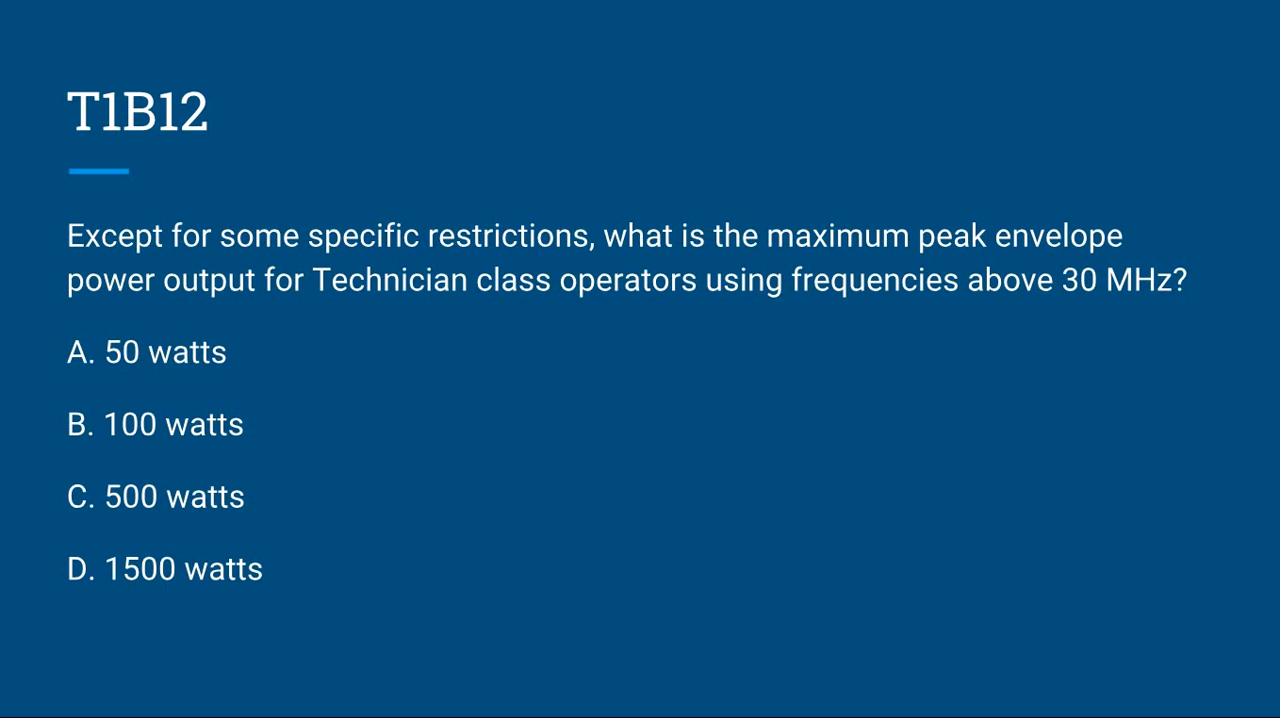 T1B12
Except for some specific restrictions, what is the maximum peak envelope
power output for Technician class operators using frequencies above 30 MHz?
A. 50 watts
B. 100 watts
C. 500 watts
D. 1500 watts